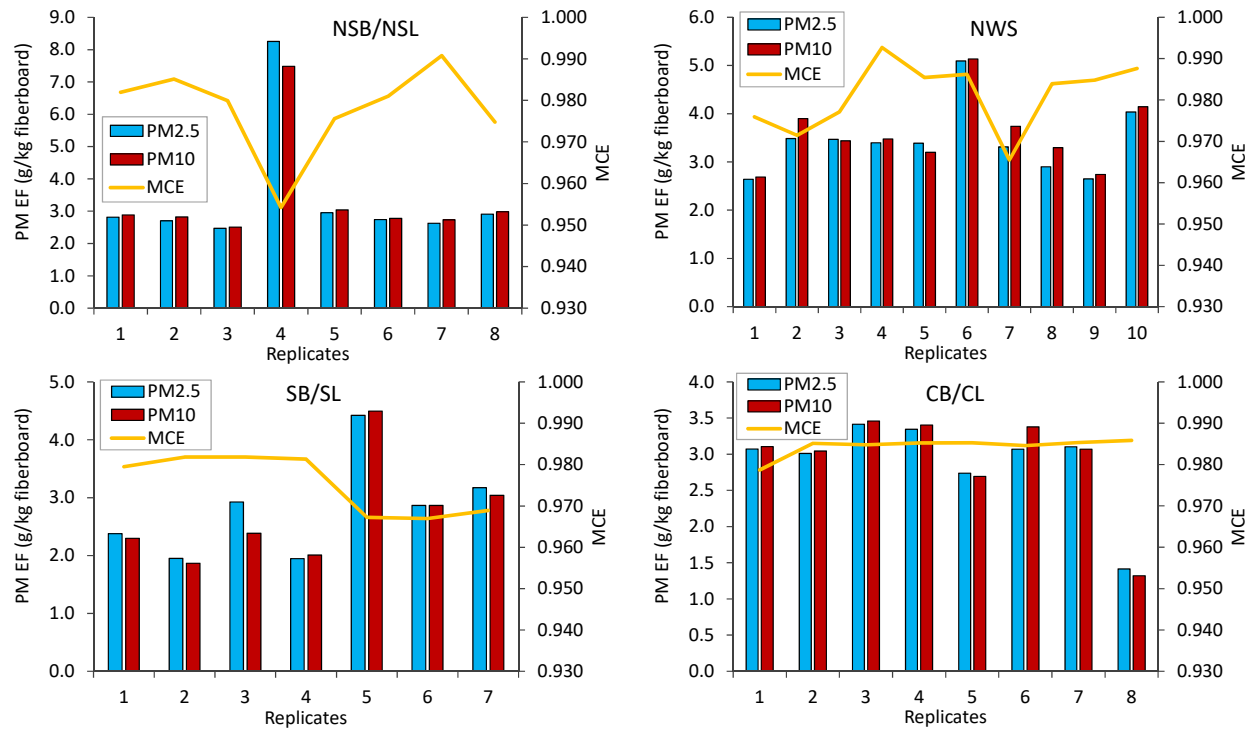 NSB/NSL
PM EF (g/kg fiberboard)
9.0
8.0
7.0
6.0
5.0
4.0
3.0
2.0
1.0
0.0
PM2.5
PM10
MCE
1.000
0.990
0.980
0.970
0.960
0.950
0.940
0.930
MCE
1 2 3 4 5 6 7 8
Replicates
NWS
PM EF (g/kg fiberboard)
6.0
5.0
4.0
3.0
2.0
1.0
0.0
PM2.5
PM10
MCE
1.000
0.990
0.980
0.970
0.960
0.950
0.940
0.930
MCE
1 2 3 4 5 6 7 8 9 10
Replicates
SB/SL
PM EF (g/kg fiberboard)
5.0
4.0
3.0
2.0
1.0
0.0
PM2.5
PM10
MCE
1.000
0.990
0.980
0.970
0.960
0.950
0.940
0.930
MCE
1 2 3 4 5 6 7
Replicates
CB/CL
PM EF (g/kg fiberboard)
4.0
3.5
3.0
2.5
2.0
1.5
1.0
0.5
0.0
PM2.5
PM10
MCE
1.000
0.990
0.980
0.970
0.960
0.950
0.940
0.930
MCE
1 2 3 4 5 6 7 8
Replicates